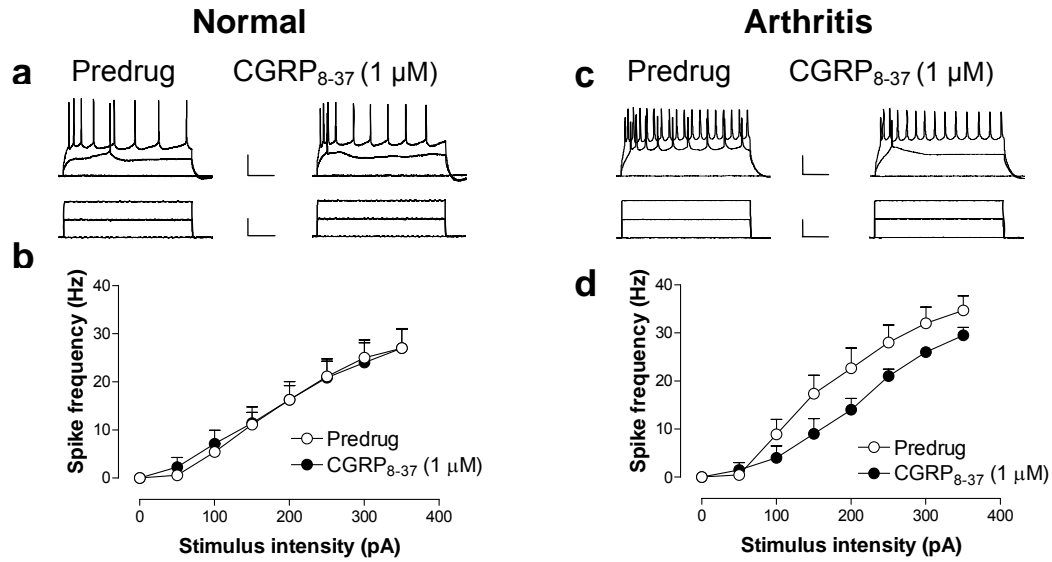 Normal
a
Predrug
CGRP8-37 (1 µM)
b
Spike frequency (Hz)
40
30
20
10
0
Predrug
CGRP8-37 (1 µM)
0 100 200 300 400
Stimulus intensity (pA)
Arthritis
c
Predrug
CGRP8-37 (1 µM)
d
Spike frequency (Hz)
40
30
20
10
0
Predrug
CGRP8-37 (1 µM)
0 100 200 300 400
Stimulus intensity (pA)